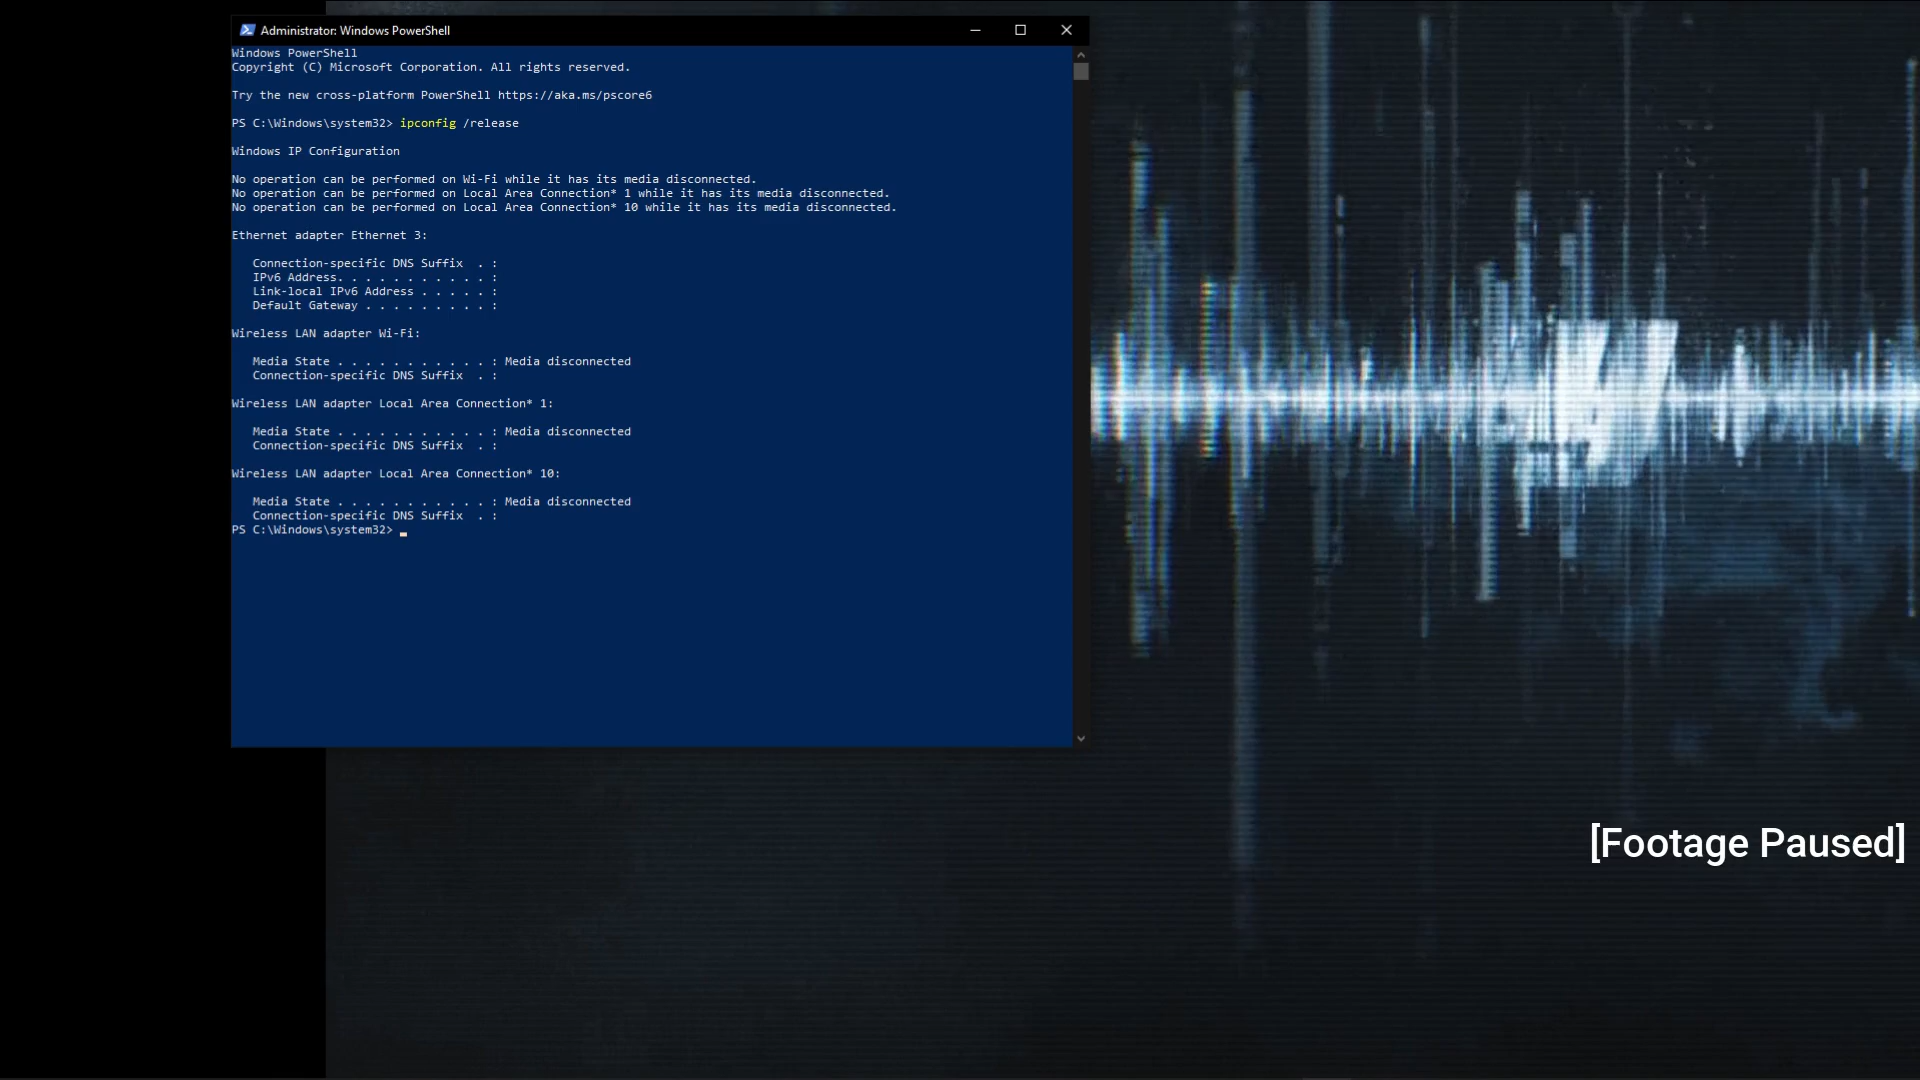 Administrator: Windows PowerShell
Windows PowerShell
Copyright (C) Microsoft Corporation. All rights reserved.
Try the new cross-platform PowerShell https://aka.ms/pscore6
PS C:\Windows\system32> ipconfig /release
Windows IP Configuration
No operation can be performed on Wi-Fi while it has its media disconnected.
No operation can be performed on Local Area Connection* 1 while it has its media disconnected.
No operation can be performed on Local Area Connection* 10 while it has its media disconnected.
Ethernet adapter Ethernet 3:
   Connection-specific DNS Suffix  . :
   IPv6 Address. . . . . . . . . . . :
   Link-local IPv6 Address . . . . . :
   Default Gateway . . . . . . . . . :
Wireless LAN adapter Wi-Fi:
   Media State . . . . . . . . . . . : Media disconnected
   Connection-specific DNS Suffix  . :
Wireless LAN adapter Local Area Connection* 1:
   Media State . . . . . . . . . . . : Media disconnected
   Connection-specific DNS Suffix  . :
Wireless LAN adapter Local Area Connection* 10:
   Media State . . . . . . . . . . . : Media disconnected
   Connection-specific DNS Suffix  . :
PS C:\Windows\system32>
[Footage Paused]